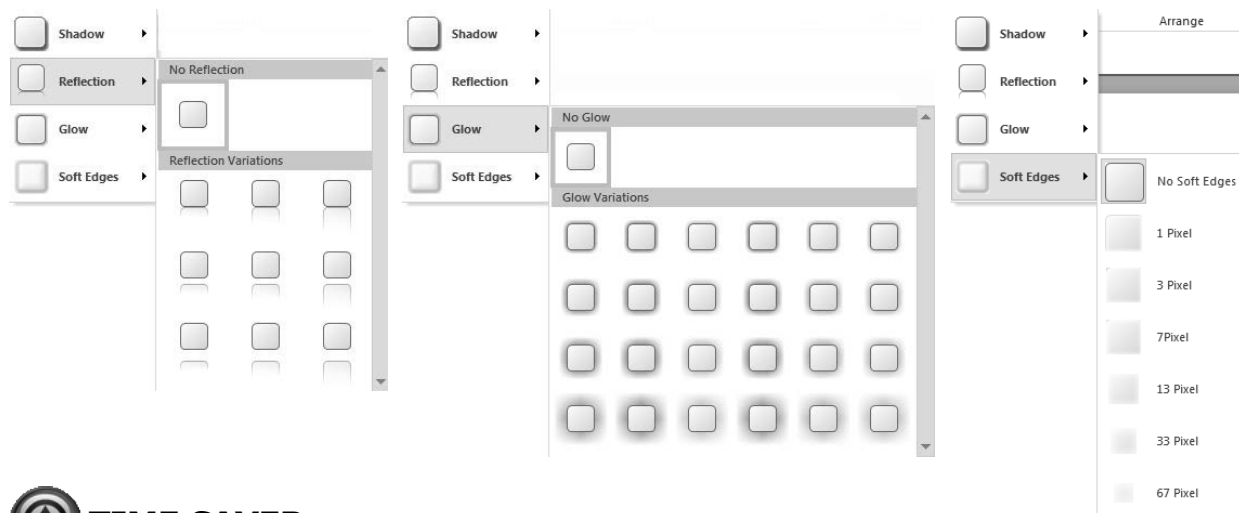 Shadow
Reflection
Glow
Soft Edges
No Reflection
Reflection Variations
Shadow
Reflection
Glow
Soft Edges
No Glow
Glow Variations
Shadow
Reflection
Glow
Soft Edges
Arrange
No Soft Edges
1 Pixel
3 Pixel
7Pixel
13 Pixel
33 Pixel
67 Pixel
TIME SAVER